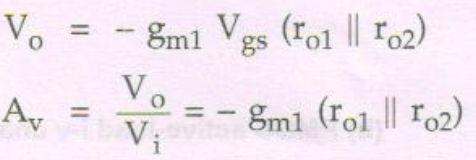 V_o = - g_m1 V_gs (r_o1 || r_o2)
A_v = V_o / V_i = - g_m1 (r_o1 || r_o2)